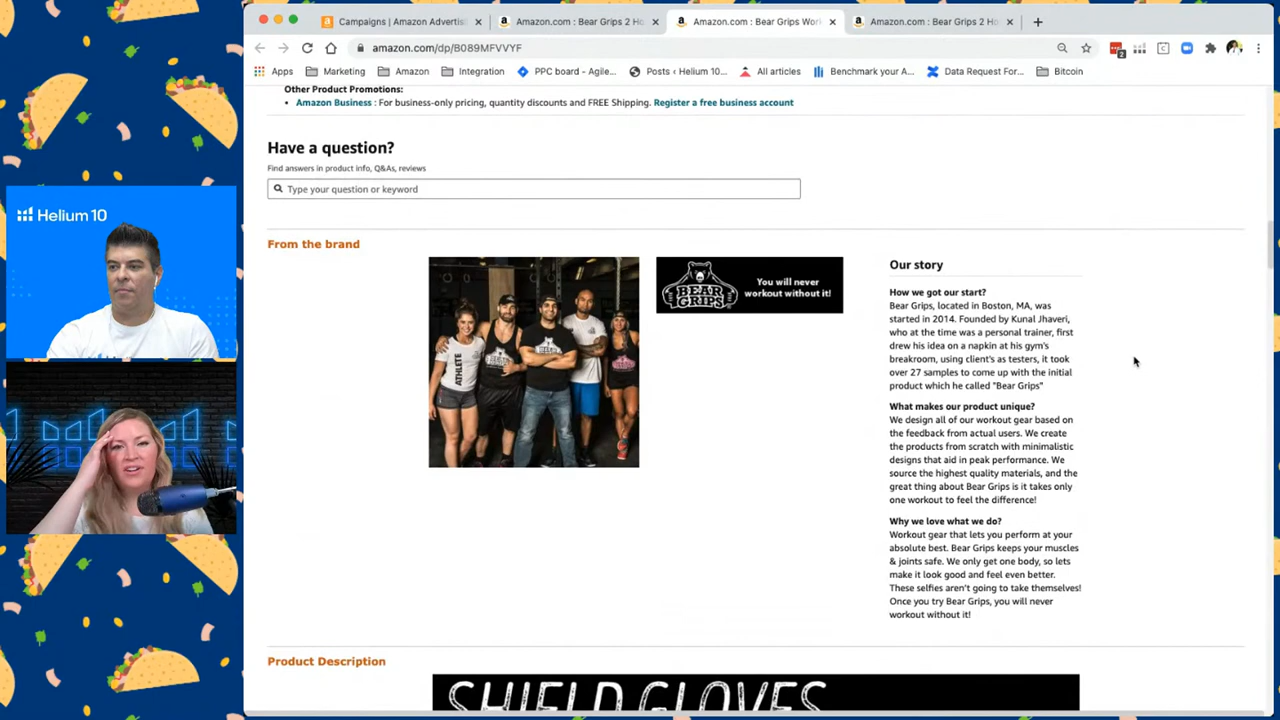 Campaigns | Amazon Advertisi
Amazon.com : Bear Grips 2 Ho
Amazon.com : Bear Grips Wor
Amazon.com : Bear Grips 2 Ho
amazon.com/dp/B089MFVVYF
2
Apps
Marketing
Amazon
Integration
PPC board - Agile...
Posts ‹ Helium 10...
All articles
Benchmark your A...
Data Request For...
Bitcoin
Other Product Promotions:
• Amazon Business : For business-only pricing, quantity discounts and FREE Shipping. Register a free business account
Have a question?
Find answers in product info, Q&As, reviews
Type your question or keyword
Helium 10
From the brand
ATHLETE
BEAR
GRIPS
You will never
workout without it!
Our story
How we got our start?
Bear Grips, located in Boston, MA, was
started in 2014. Founded by Kunal Jhaveri,
who at the time was a personal trainer, first
drew his idea on a napkin at his gym's
breakroom, using client's as testers, it took
over 27 samples to come up with the initial
product which he called "Bear Grips"
What makes our product unique?
We design all of our workout gear based on
the feedback from actual users. We create
the products from scratch with minimalistic
designs that aid in peak performance. We
source the highest quality materials, and the
great thing about Bear Grips is it takes only
one workout to feel the difference!
Why we love what we do?
Workout gear that lets you perform at your
absolute best. Bear Grips keeps your muscles
& joints safe. We only get one body, so lets
make it look good and feel even better.
These selfies aren't going to take themselves!
Once you try Bear Grips, you will never
workout without it!
Product Description
SHIELD GLOVES